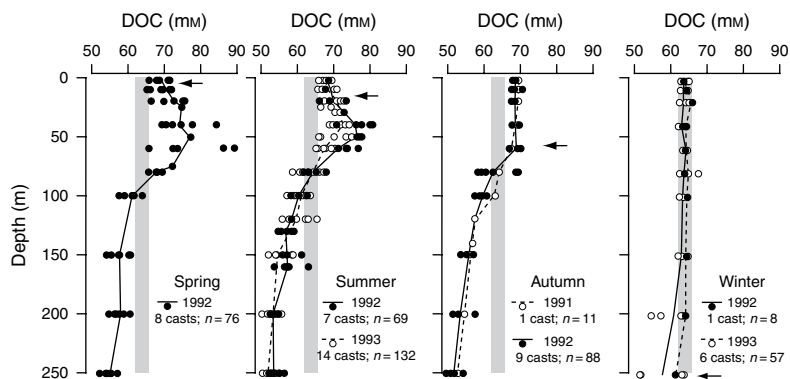 DOC (mM) DOC (mM) DOC (mM) DOC (mM)
50 60 70 80 90 50 60 70 80 90 50 60 70 80 90 50 60 70 80 90
0
50
100
150
200
250
Depth (m)
Spring
1992
8 casts; n = 76
Summer
1992
7 casts; n = 69
1993
14 casts; n = 132
Autumn
1991
1 cast; n = 11
1992
9 casts; n = 88
Winter
1992
1 cast; n = 8
1993
6 casts; n = 57